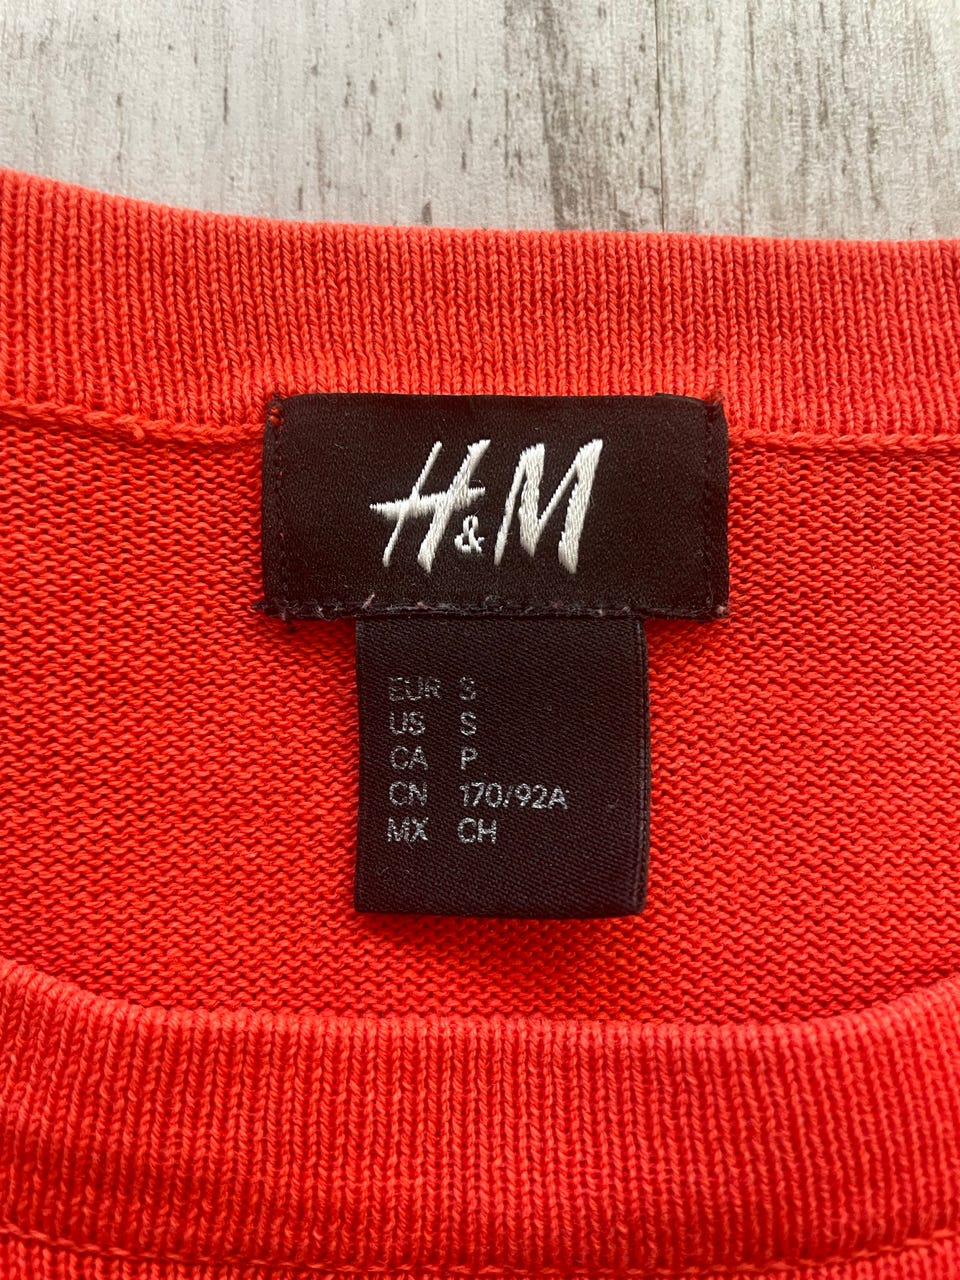 H&M
EUR S
US S
CA P
CN 170/92A
MX CH